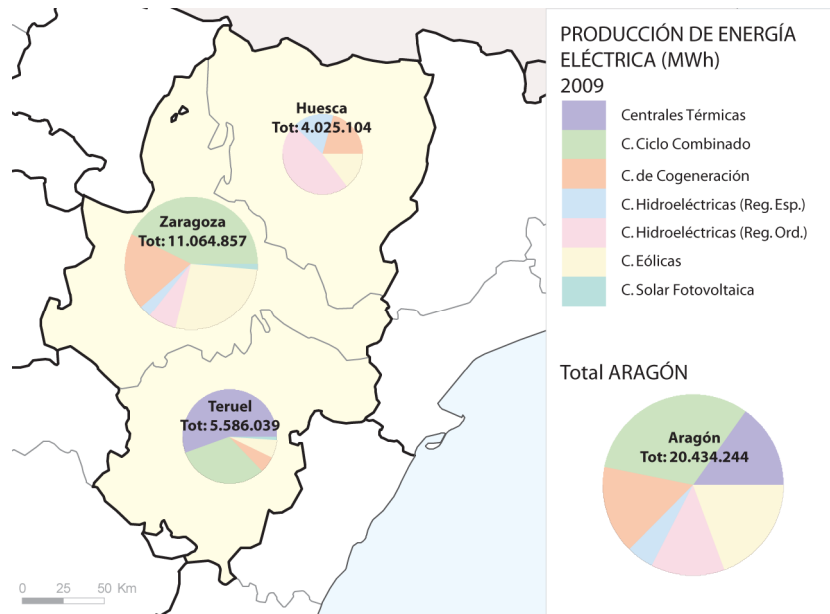 PRODUCCIÓN DE ENERGÍA
ELÉCTRICA (MWh)
2009
Centrales Térmicas
C. Ciclo Combinado
C. de Cogeneración
C. Hidroeléctricas (Reg. Esp.)
C. Hidroeléctricas (Reg. Ord.)
C. Eólicas
C. Solar Fotovoltaica
Huesca
Tot: 4.025.104
Zaragoza
Tot: 11.064.857
Teruel
Tot: 5.586.039
Total ARAGÓN
Aragón
Tot: 20.434.244
0 25 50 Km